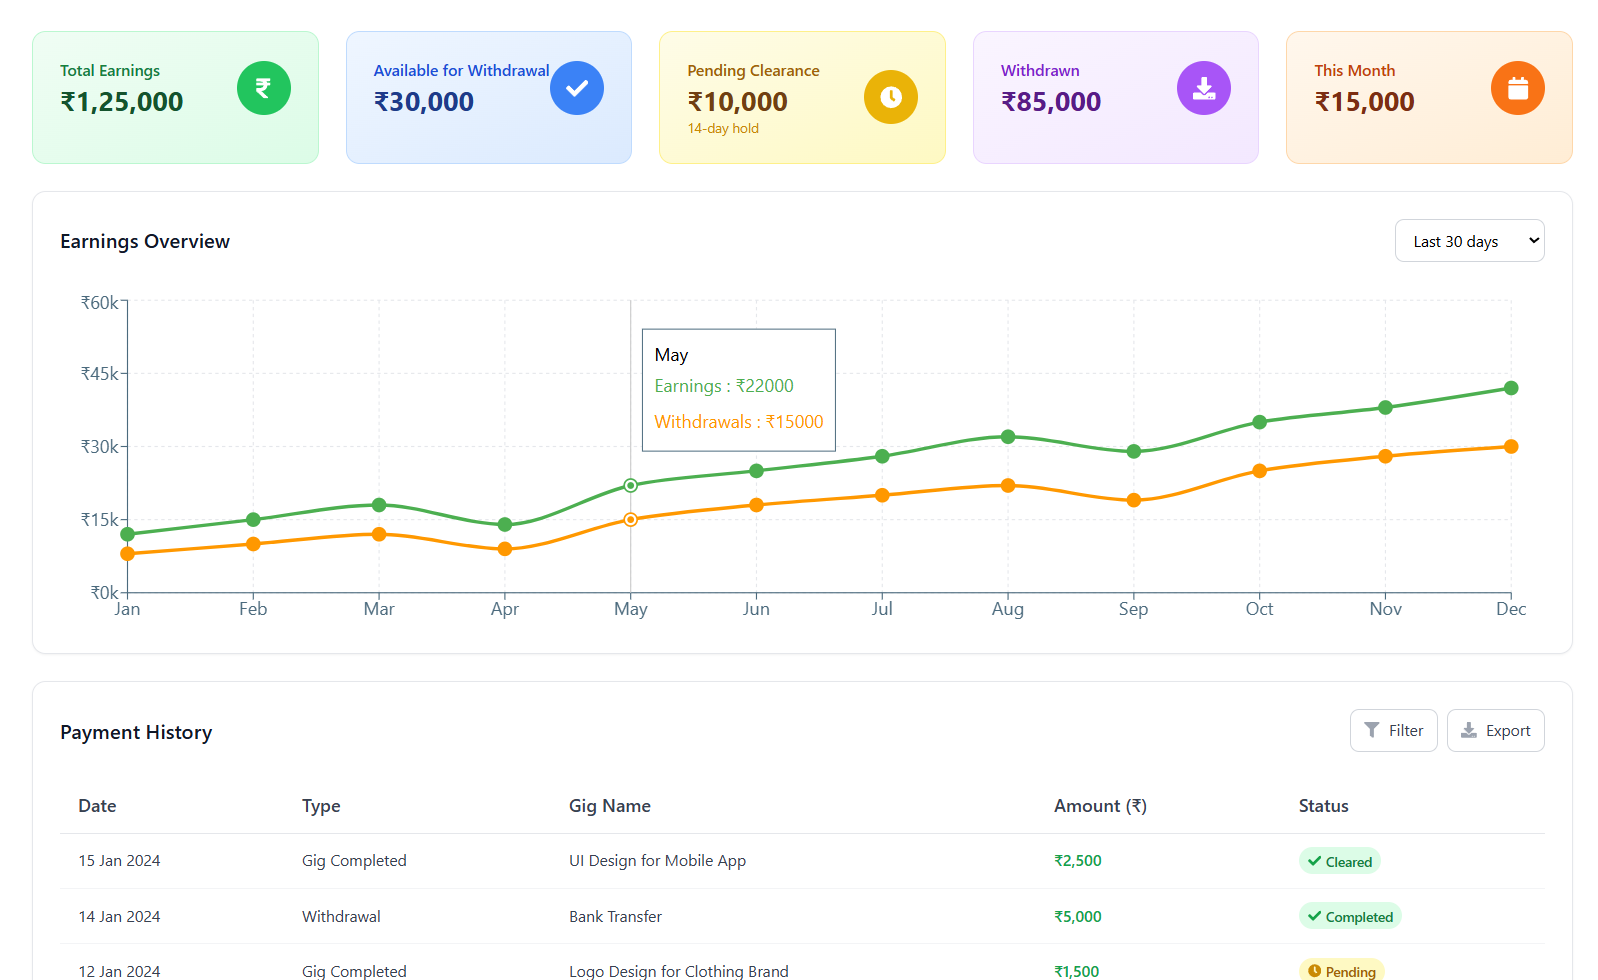 Total Earnings
₹1,25,000
Available for Withdrawal
₹30,000
Pending Clearance
₹10,000
14-day hold
Withdrawn
₹85,000
This Month
₹15,000
Earnings Overview
Last 30 days
₹60k
₹45k
₹30k
₹15k
₹0k
May
Earnings : ₹22000
Withdrawals : ₹15000
Jan Feb Mar Apr May Jun Jul Aug Sep Oct Nov Dec
Payment History
Filter
Export
Date Type Gig Name Amount (₹) Status
15 Jan 2024 Gig Completed UI Design for Mobile App ₹2,500 Cleared
14 Jan 2024 Withdrawal Bank Transfer ₹5,000 Completed
12 Jan 2024 Gig Completed Logo Design for Clothing Brand ₹1,500 Pending